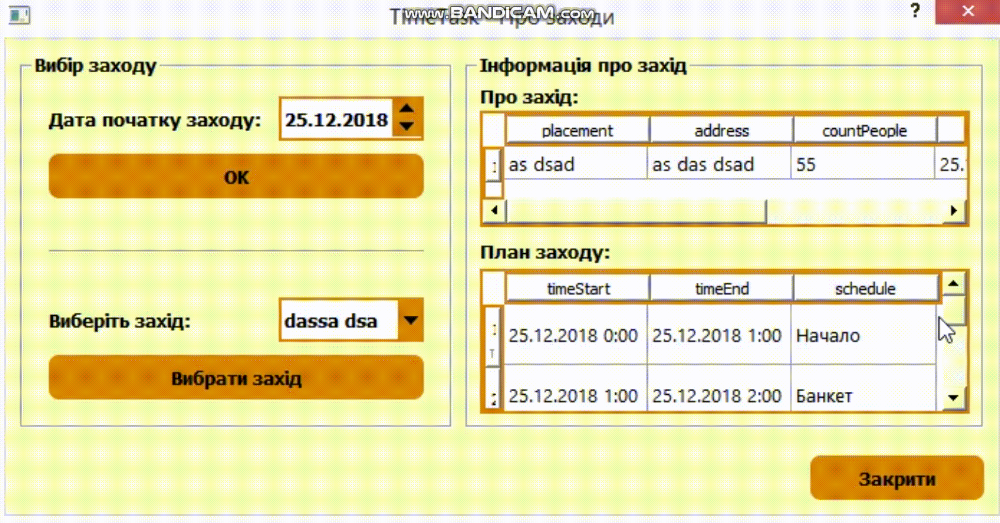 www.BANDICAM.com
TimeTask - Про заходи
?
Вибір заходу
Дата початку заходу:
25.12.2018
OK
Виберіть захід:
dassa dsa
Вибрати захід
Інформація про захід
Про захід:
placement address countPeople
1 as dsad as das dsad 55 25.
План заходу:
timeStart timeEnd schedule
1 25.12.2018 0:00 25.12.2018 1:00 Начало
2 25.12.2018 1:00 25.12.2018 2:00 Банкет
Закрити